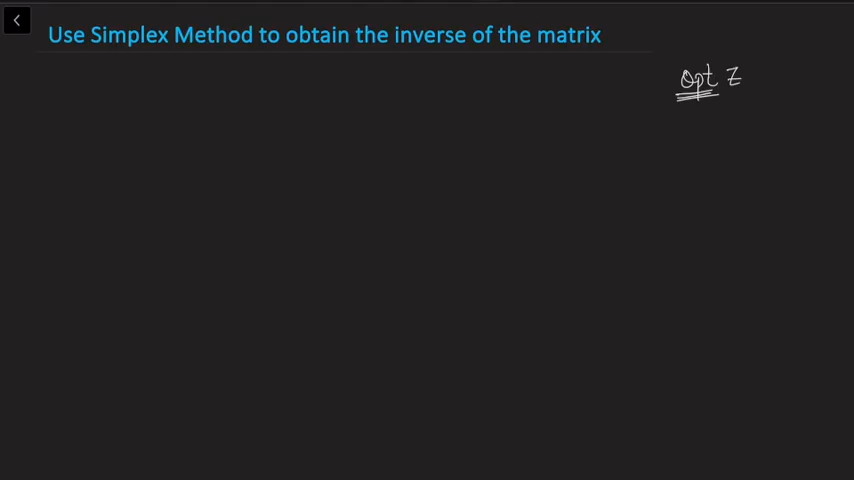 Use Simplex Method to obtain the inverse of the matrix
Opt Z